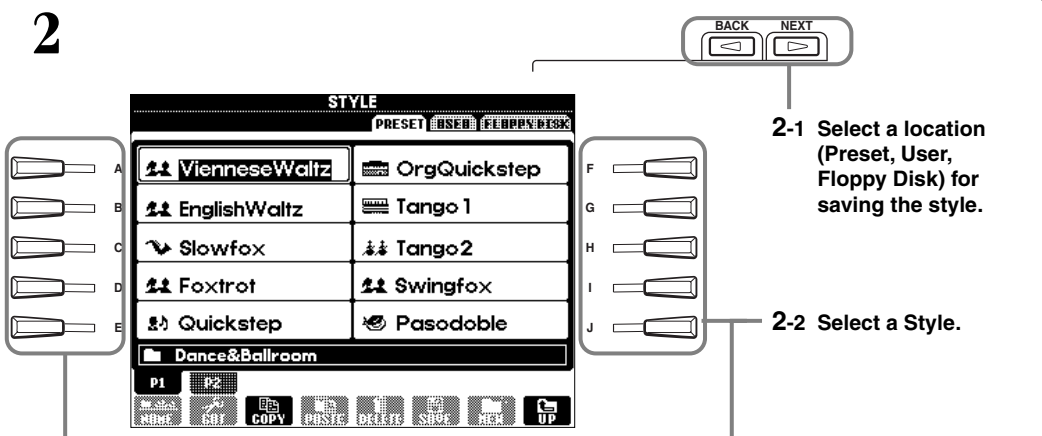 2
BACK NEXT
STYLE
PRESET USER FLOPPY DISK
2-1 Select a location
(Preset, User,
Floppy Disk) for
saving the style.
A VienneseWaltz OrgQuickstep F
B EnglishWaltz Tango1 G
C Slowfox Tango2 H
D Foxtrot Swingfox I
E Quickstep Pasodoble J
2-2 Select a Style.
Dance&Ballroom
P1 P2
NAME CUT COPY PASTE DELETE SAVE NEW UP